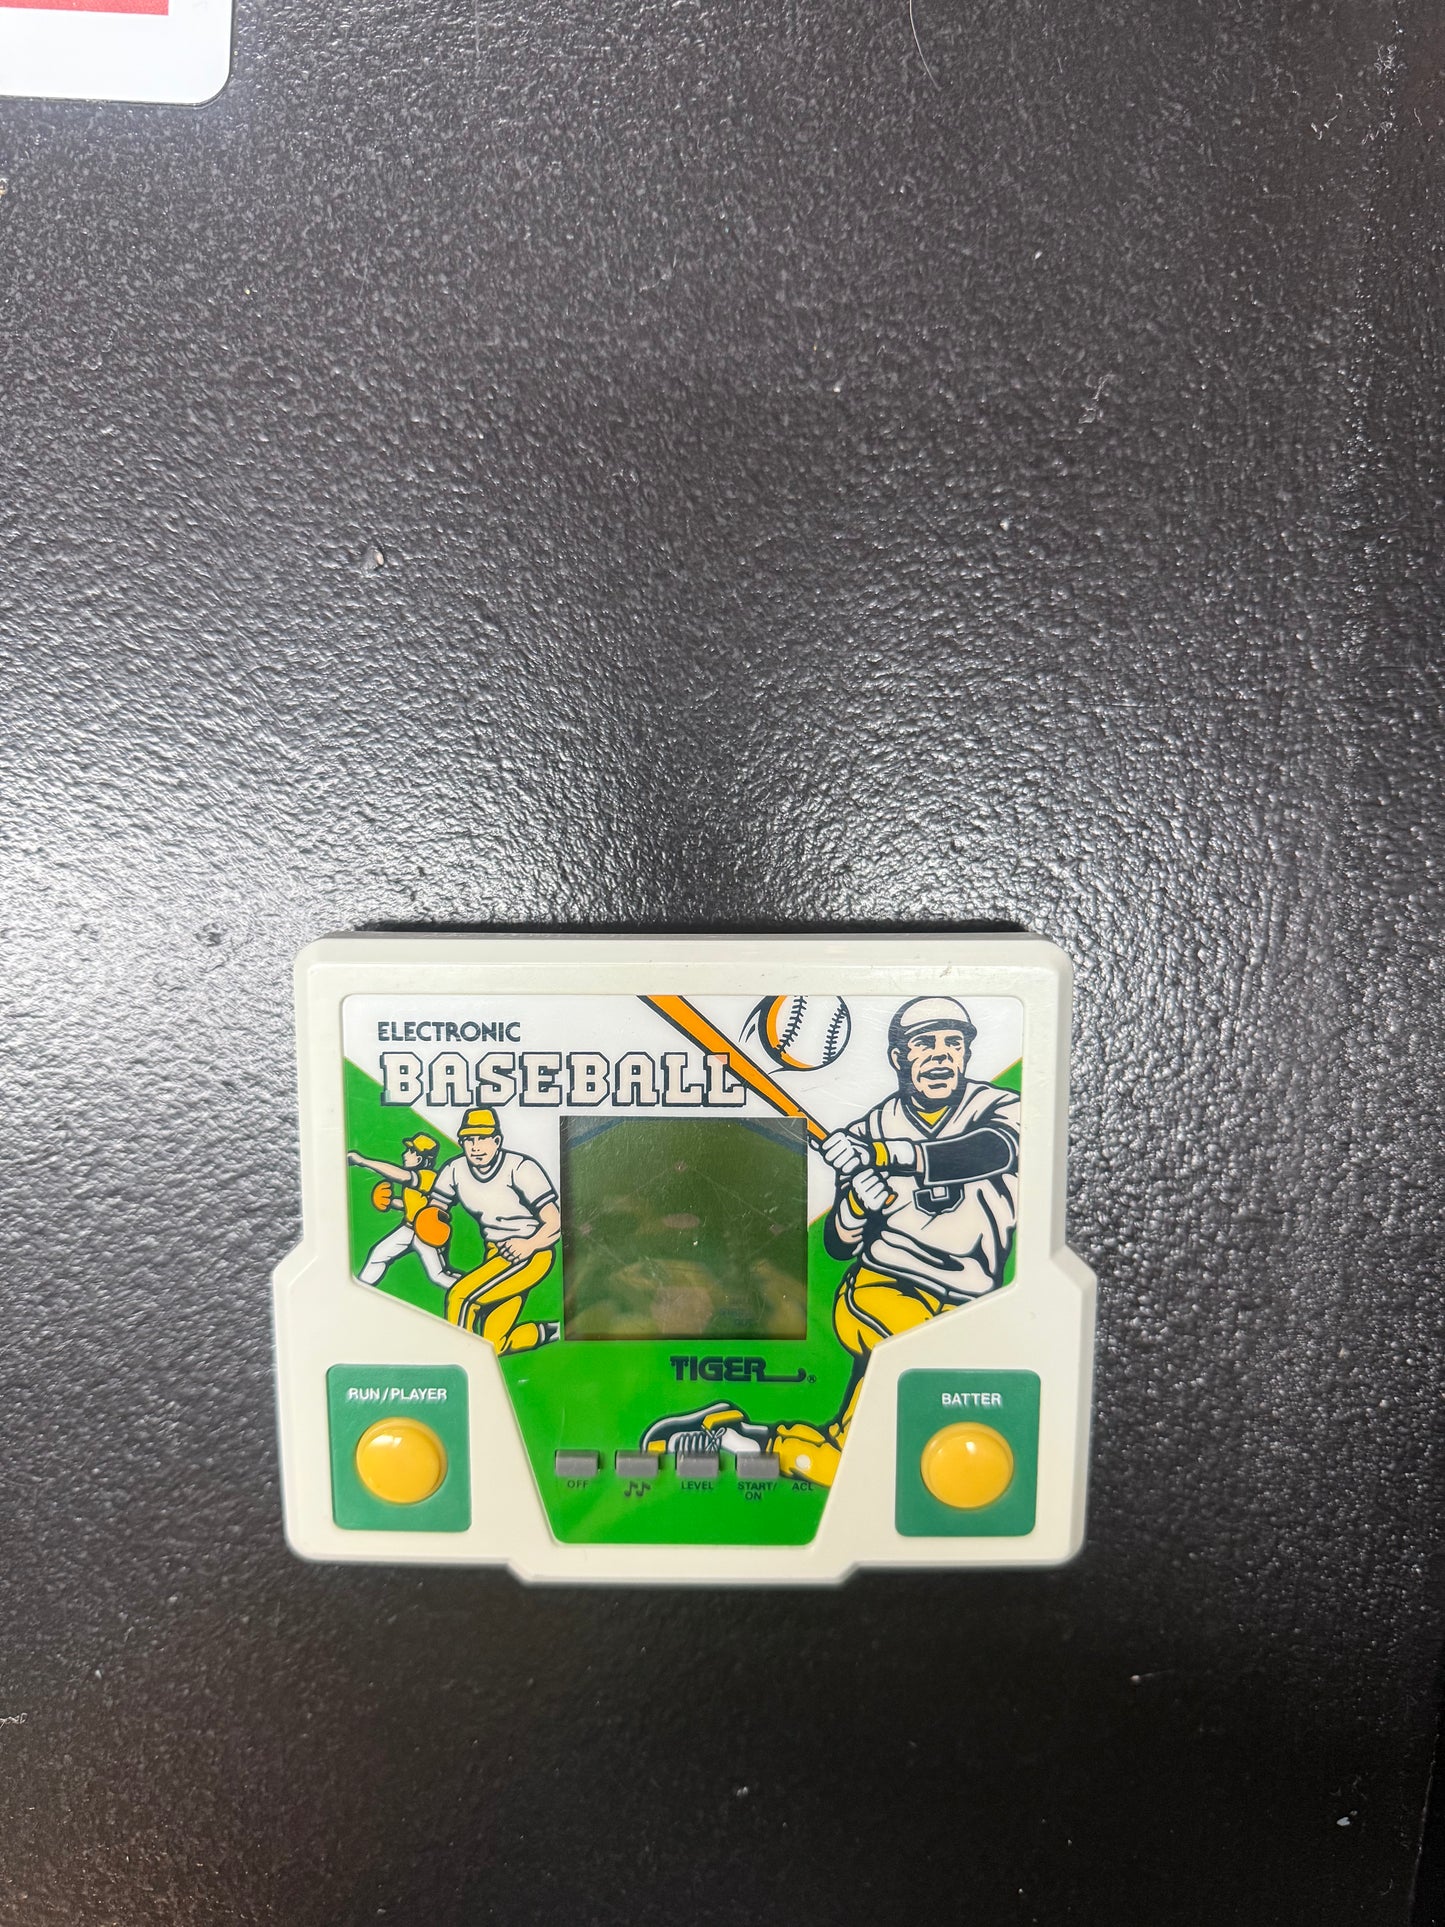 ELECTRONIC
BASEBALL
TIGER®
RUN/PLAYER
BATTER
OFF
LEVEL
START/
ON
ACL